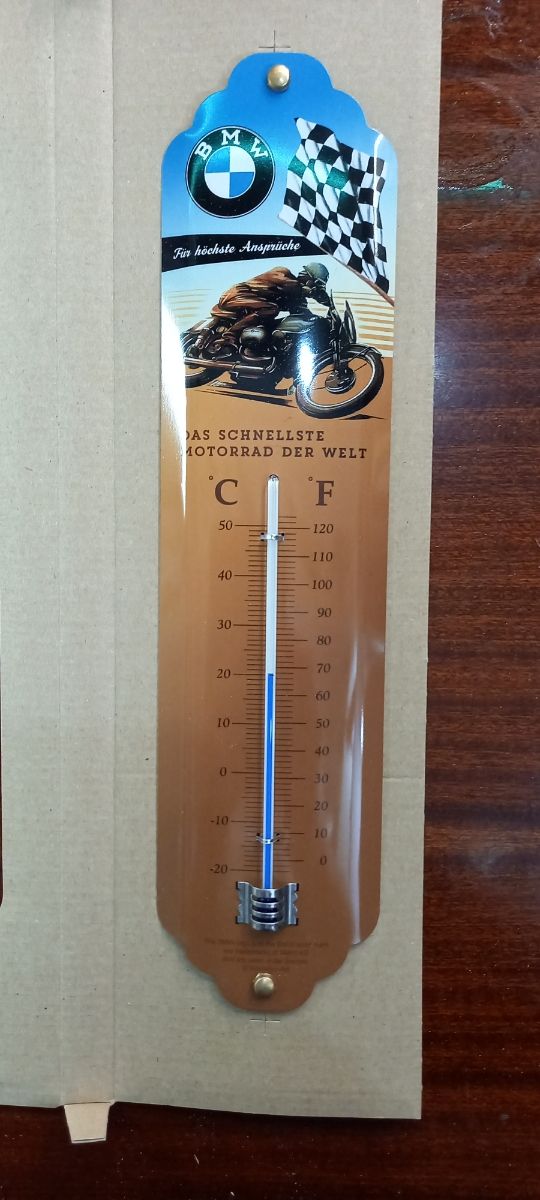 BMW
Für höchste Ansprüche
DAS SCHNELLSTE
MOTORRAD DER WELT
°C °F
50 120
110
40 100
90
30 80
70
20 60
10 50
40
0 30
20
-10 10
-20 0